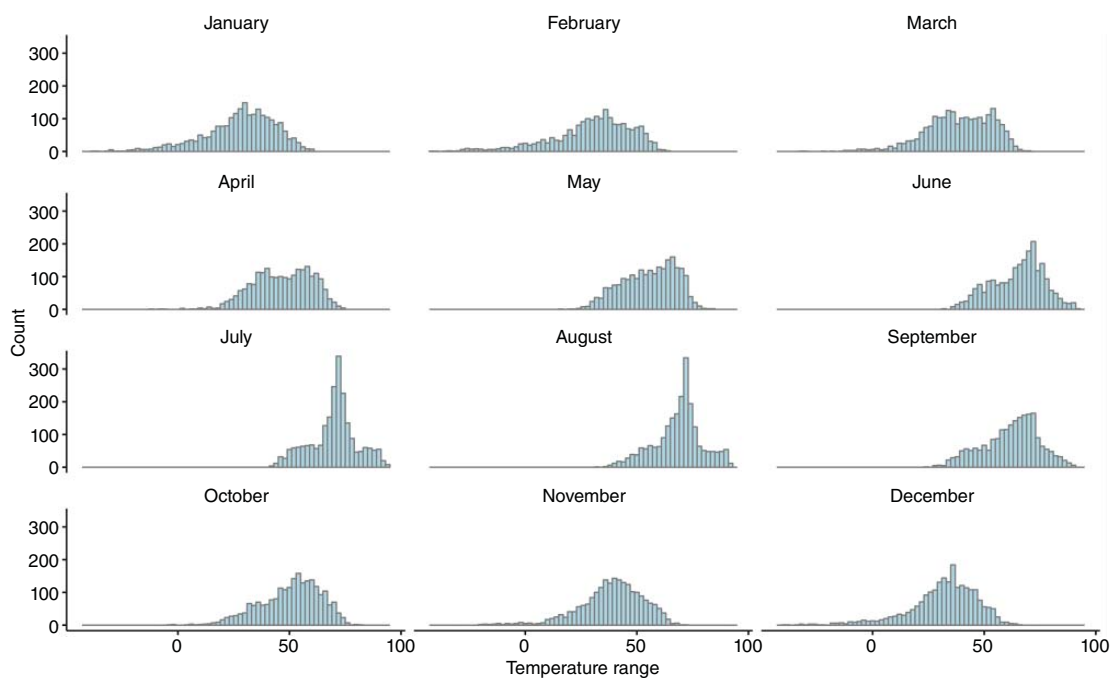 January February March
300
200
100
0
April May June
300
200
100
0
Count
July August September
300
200
100
0
October November December
300
200
100
0
0 50 100 0 50 100 0 50 100
Temperature range